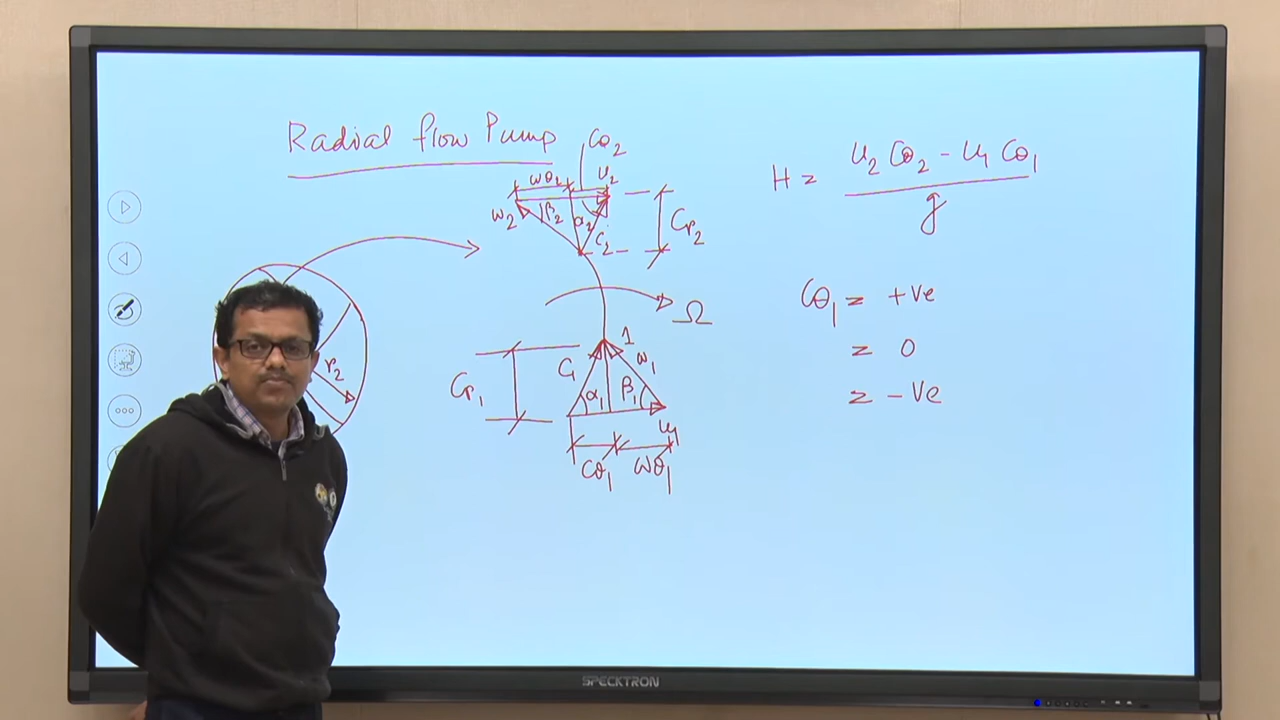 Radial flow Pump
Cθ2
Wθ2
U2
W2
β2
α2
C2
Cr2
H = U2 Cθ2 - U1 Cθ1
g
Ω
r2
1
C1
W1
Cr1
α1
β1
U1
Cθ1
Wθ1
Cθ1 = +ve
= 0
= -ve
SPECKTRON